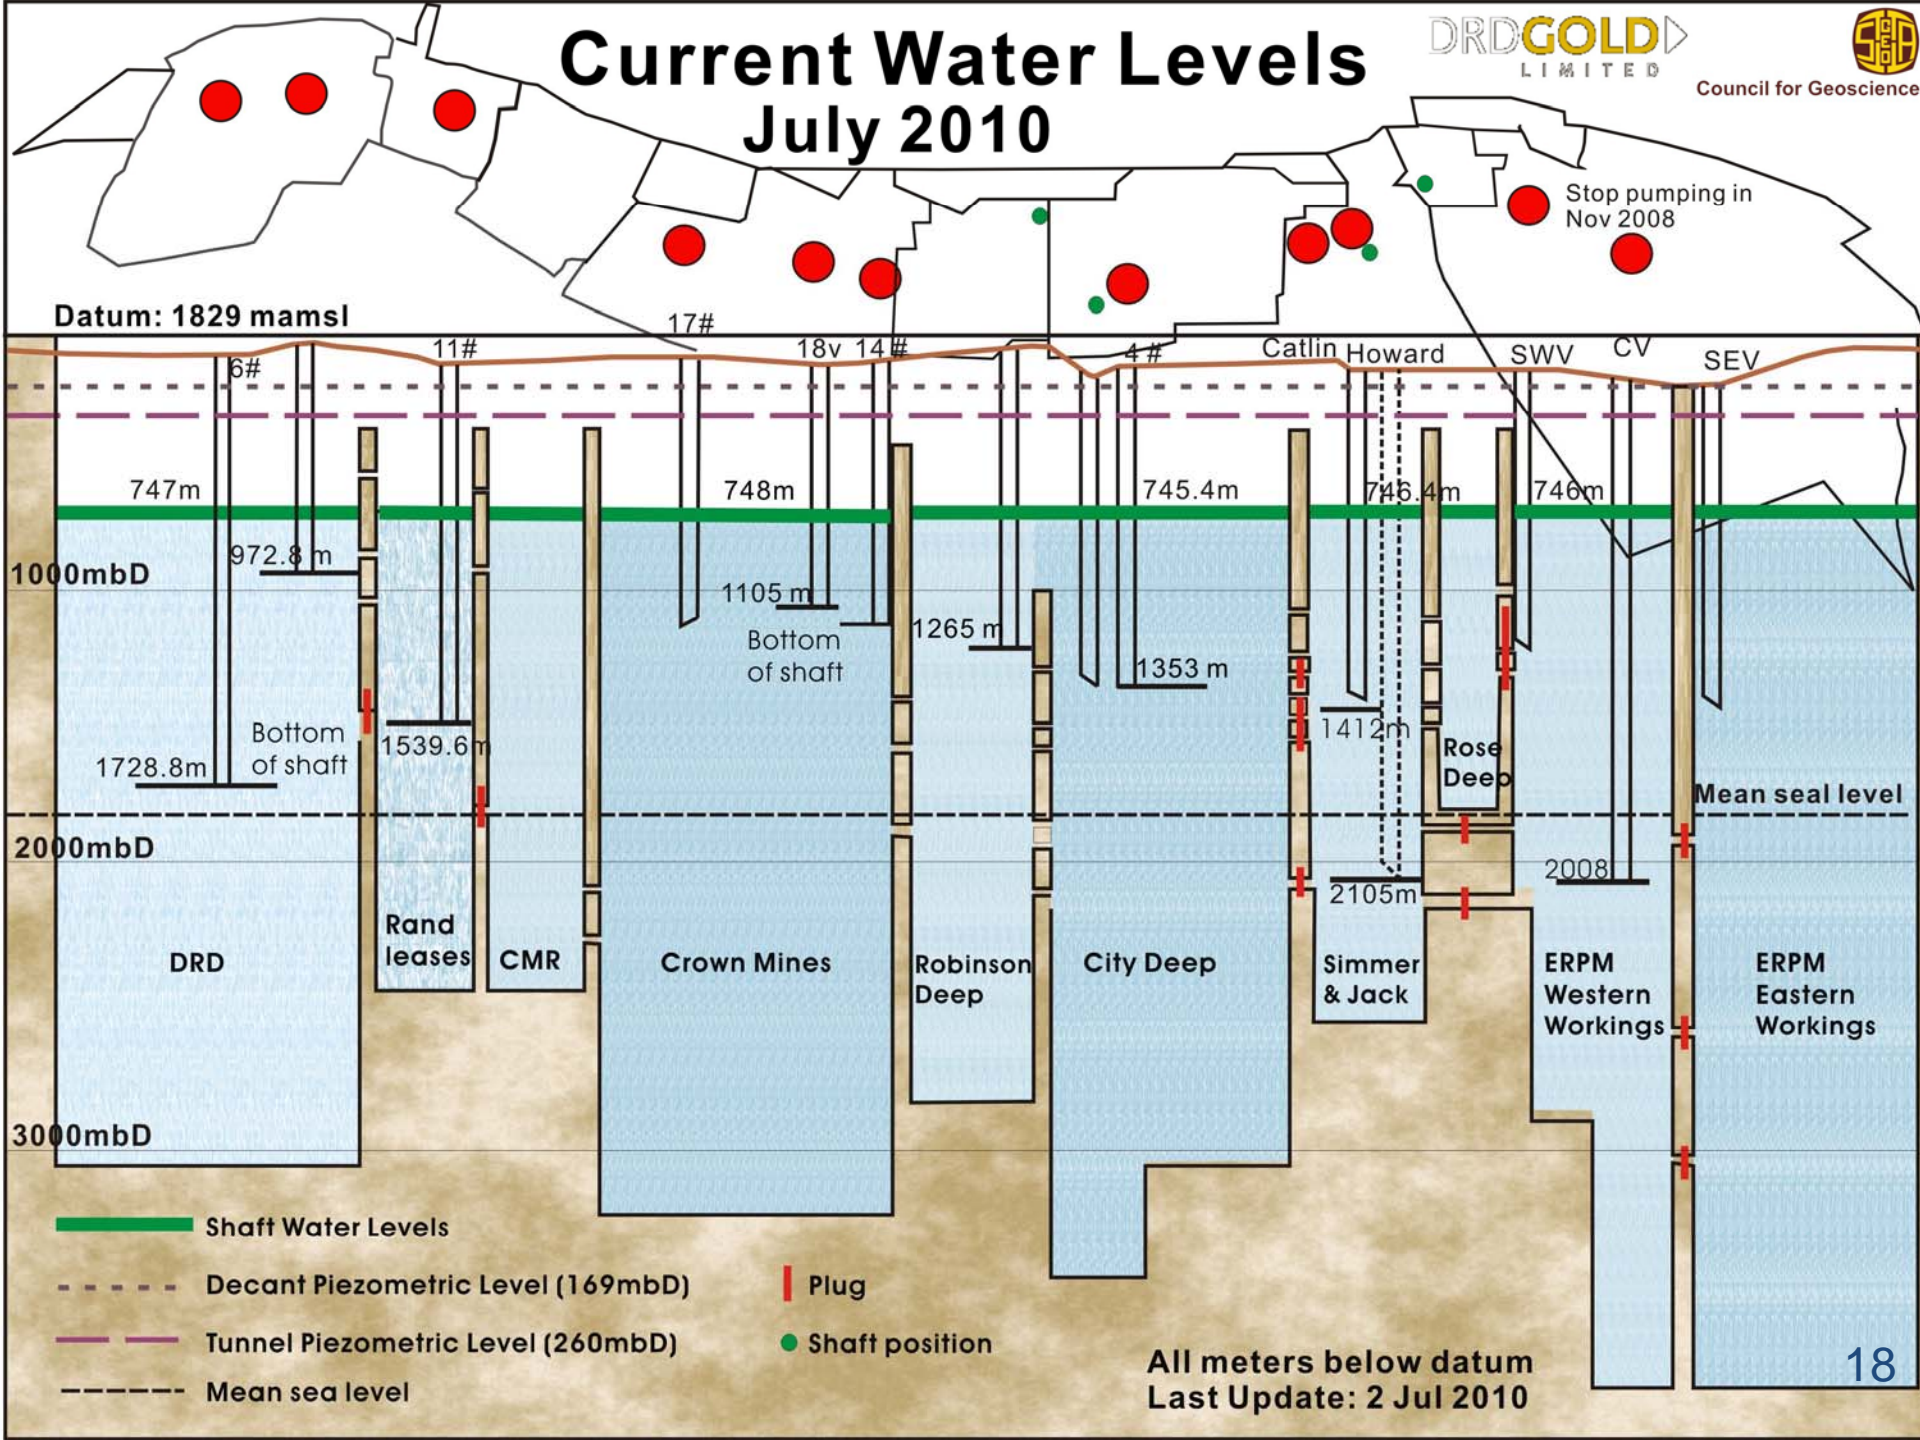 Current Water Levels
July 2010
DRDGOLD
LIMITED
Council for Geoscience
Stop pumping in
Nov 2008
Datum: 1829 mamsl
17#
6#
11#
18v 14 #
4 #
Catlin Howard
SWV
CV
SEV
747m
748m
745.4m
746.4m
746m
972.8 m
1000mbD
1105 m
Bottom
of shaft
1265 m
1353 m
1412m
Bottom
of shaft
1539.6m
1728.8m
Rose
Deep
Mean seal level
2000mbD
2008
2105m
DRD
Rand
leases
CMR
Crown Mines
Robinson
Deep
City Deep
Simmer
& Jack
ERPM
Western
Workings
ERPM
Eastern
Workings
3000mbD
Shaft Water Levels
Decant Piezometric Level (169mbD)
Plug
Tunnel Piezometric Level (260mbD)
Shaft position
Mean sea level
All meters below datum
Last Update: 2 Jul 2010
18